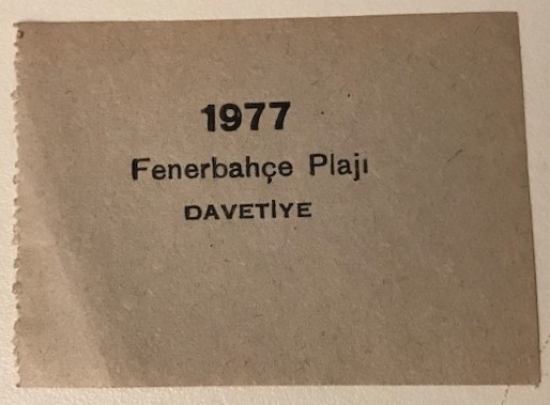 1977
Fenerbahçe Plajı
DAVETİYE